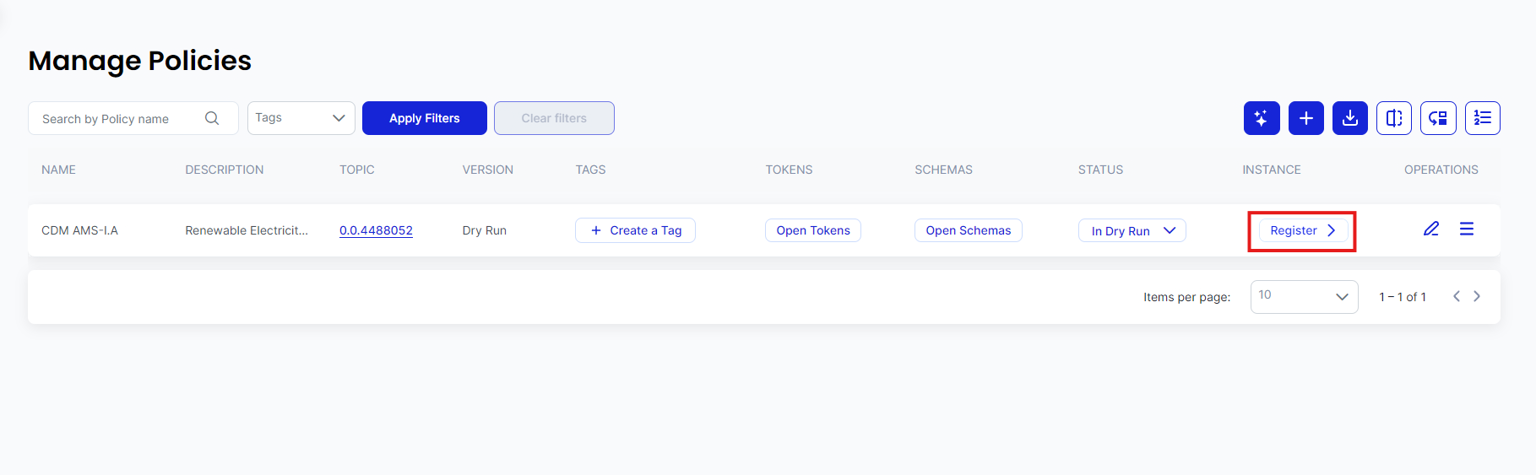 Manage Policies
Search by Policy name Tags Apply Filters Clear filters
NAME DESCRIPTION TOPIC VERSION TAGS TOKENS SCHEMAS STATUS INSTANCE OPERATIONS
CDM AMS-I.A Renewable Electricit... 0.0.4488052 Dry Run + Create a Tag Open Tokens Open Schemas In Dry Run Register
Items per page: 10 1 – 1 of 1